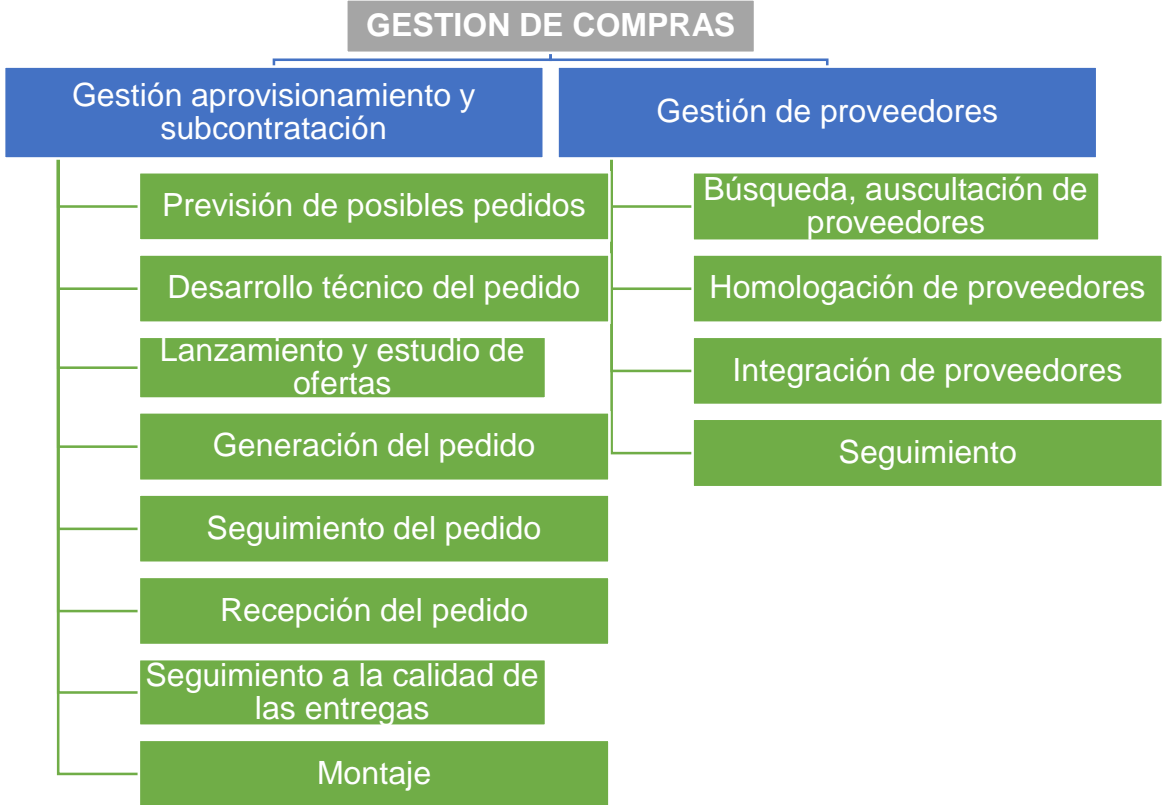 GESTION DE COMPRAS
Gestión aprovisionamiento y
subcontratación
Previsión de posibles pedidos
Desarrollo técnico del pedido
Lanzamiento y estudio de
ofertas
Generación del pedido
Seguimiento del pedido
Recepción del pedido
Seguimiento a la calidad de
las entregas
Montaje
Gestión de proveedores
Búsqueda, auscultación de
proveedores
Homologación de proveedores
Integración de proveedores
Seguimiento